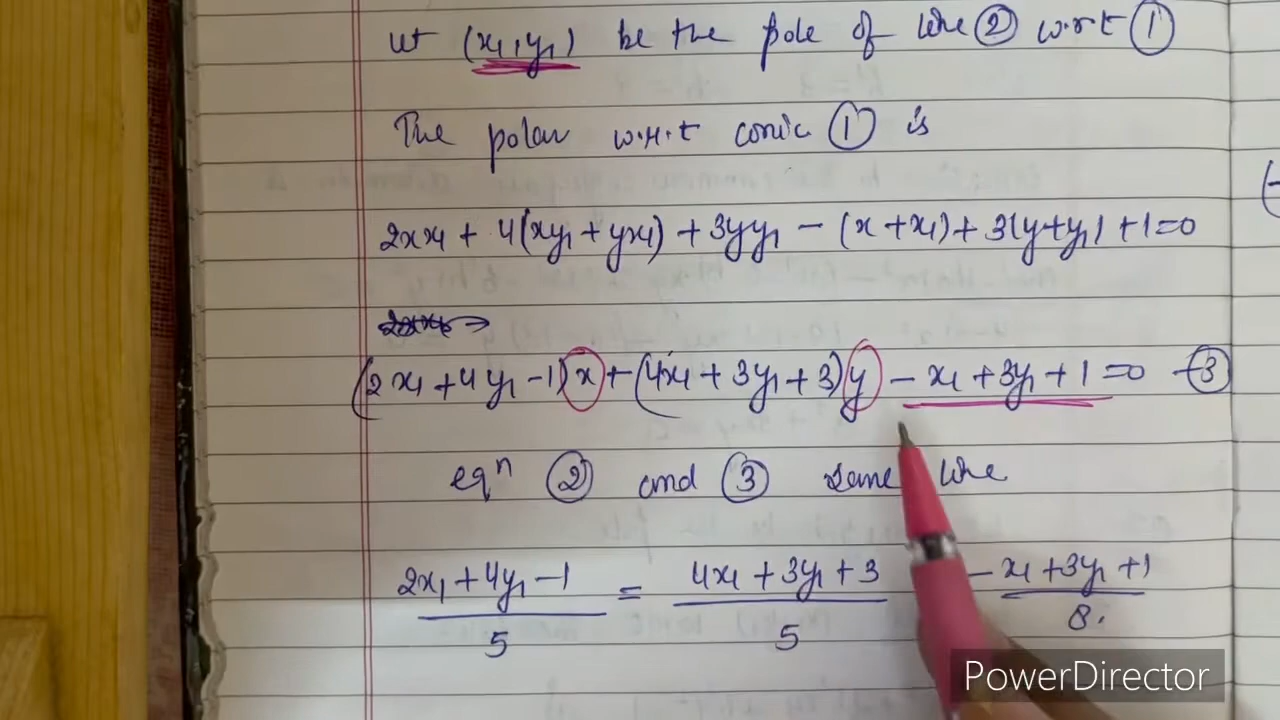 Let (x₁, y₁) be the pole of line ② w.r.t ①
The polar w.r.t conic ① is
2xx₁ + 4(xy₁ + yx₁) + 3yy₁ - (x + x₁) + 3(y + y₁) + 1 = 0
(2x₁ + 4y₁ - 1)x + (4x₁ + 3y₁ + 3)y - x₁ + 3y₁ + 1 = 0 - ③
eqⁿ ② and ③ same line
(2x₁ + 4y₁ - 1)/5 = (4x₁ + 3y₁ + 3)/5 (-x₁ + 3y₁ + 1)/8.
PowerDirector